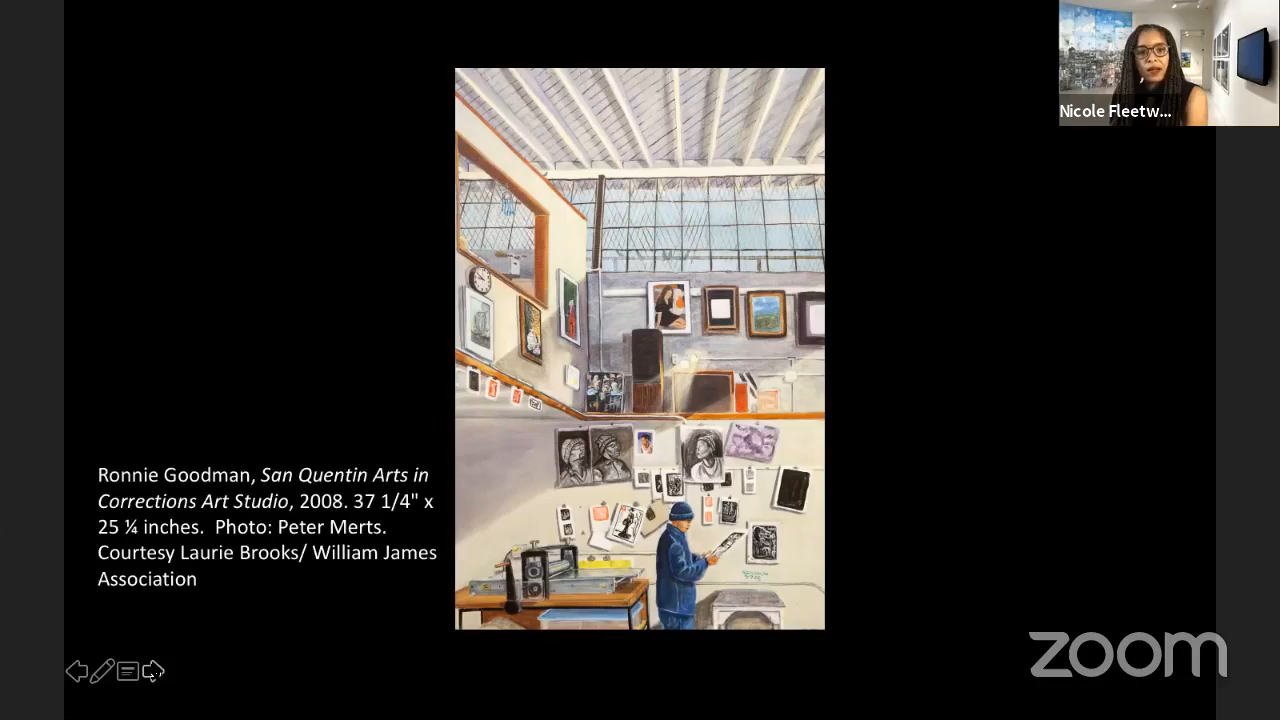 Nicole Fleetw...
Ronnie Goodman, San Quentin Arts in
Corrections Art Studio, 2008. 37 1/4" x
25 ¼ inches.  Photo: Peter Merts.
Courtesy Laurie Brooks/ William James
Association
zoom